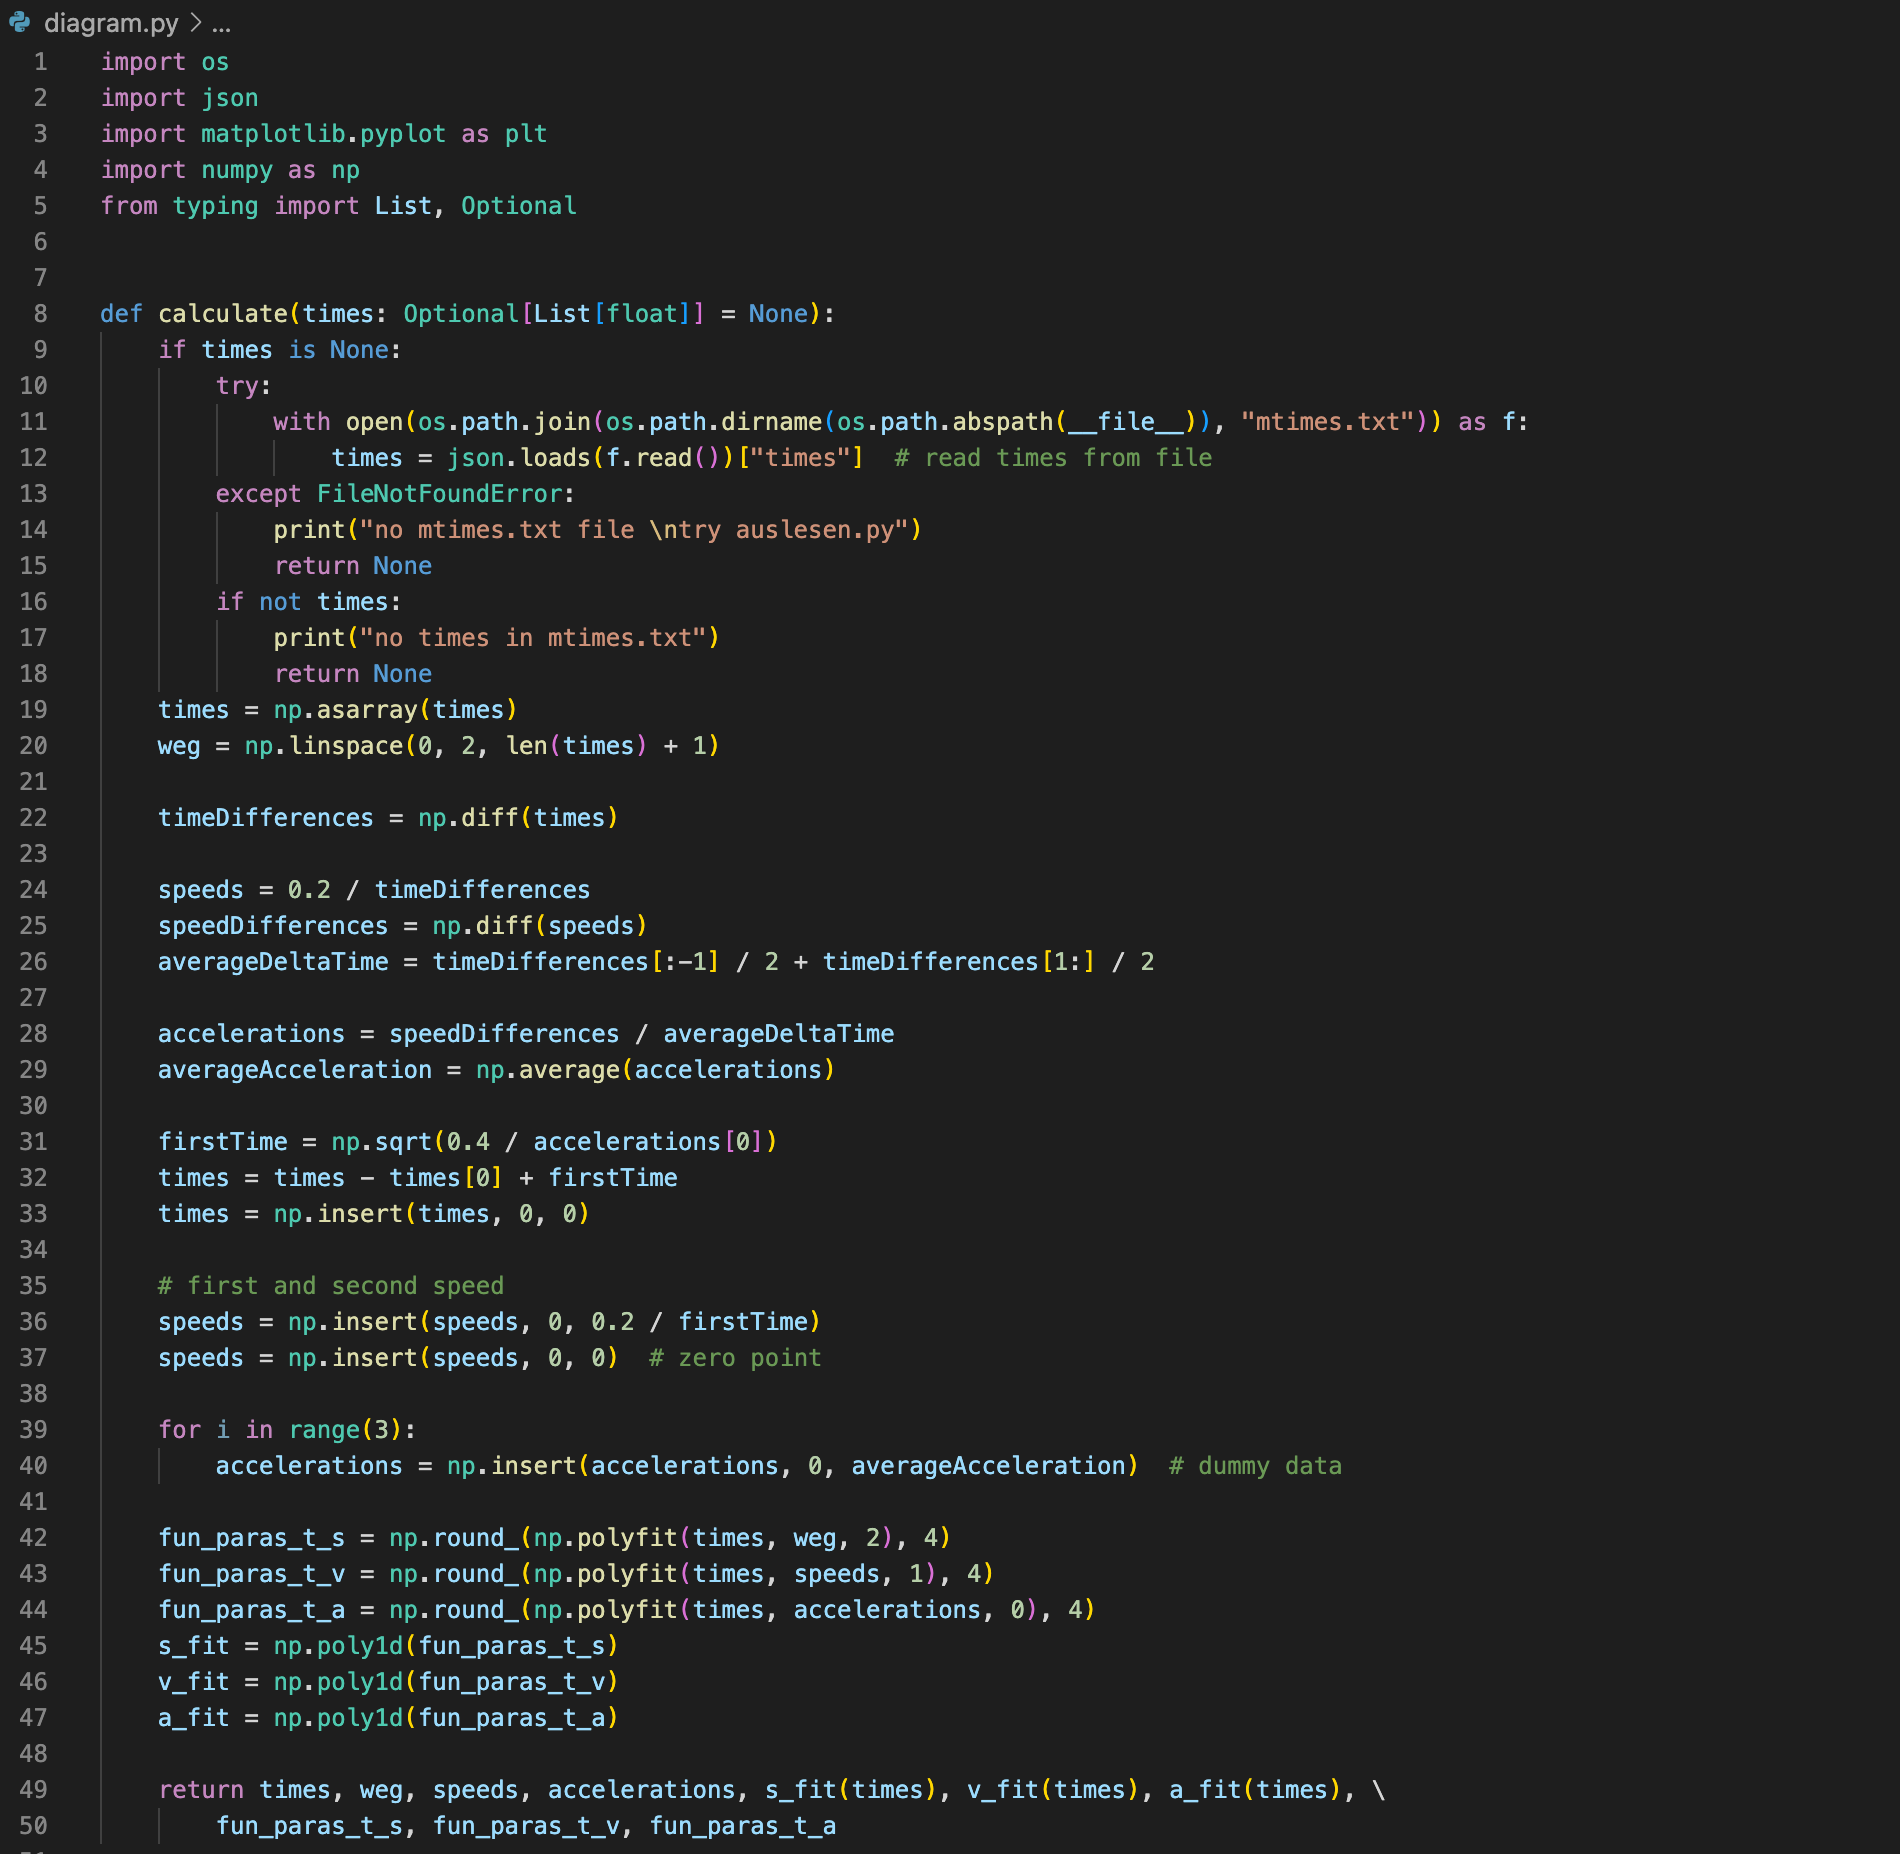 diagram.py > ...
1 import os
2 import json
3 import matplotlib.pyplot as plt
4 import numpy as np
5 from typing import List, Optional
6
7
8 def calculate(times: Optional[List[float]] = None):
9     if times is None:
10         try:
11             with open(os.path.join(os.path.dirname(os.path.abspath(__file__)), "mtimes.txt")) as f:
12                 times = json.loads(f.read())["times"]  # read times from file
13         except FileNotFoundError:
14             print("no mtimes.txt file \ntry auslesen.py")
15             return None
16         if not times:
17             print("no times in mtimes.txt")
18             return None
19     times = np.asarray(times)
20     weg = np.linspace(0, 2, len(times) + 1)
21
22     timeDifferences = np.diff(times)
23
24     speeds = 0.2 / timeDifferences
25     speedDifferences = np.diff(speeds)
26     averageDeltaTime = timeDifferences[:-1] / 2 + timeDifferences[1:] / 2
27
28     accelerations = speedDifferences / averageDeltaTime
29     averageAcceleration = np.average(accelerations)
30
31     firstTime = np.sqrt(0.4 / accelerations[0])
32     times = times - times[0] + firstTime
33     times = np.insert(times, 0, 0)
34
35     # first and second speed
36     speeds = np.insert(speeds, 0, 0.2 / firstTime)
37     speeds = np.insert(speeds, 0, 0)  # zero point
38
39     for i in range(3):
40         accelerations = np.insert(accelerations, 0, averageAcceleration)  # dummy data
41
42     fun_paras_t_s = np.round_(np.polyfit(times, weg, 2), 4)
43     fun_paras_t_v = np.round_(np.polyfit(times, speeds, 1), 4)
44     fun_paras_t_a = np.round_(np.polyfit(times, accelerations, 0), 4)
45     s_fit = np.poly1d(fun_paras_t_s)
46     v_fit = np.poly1d(fun_paras_t_v)
47     a_fit = np.poly1d(fun_paras_t_a)
48
49     return times, weg, speeds, accelerations, s_fit(times), v_fit(times), a_fit(times), \
50         fun_paras_t_s, fun_paras_t_v, fun_paras_t_a